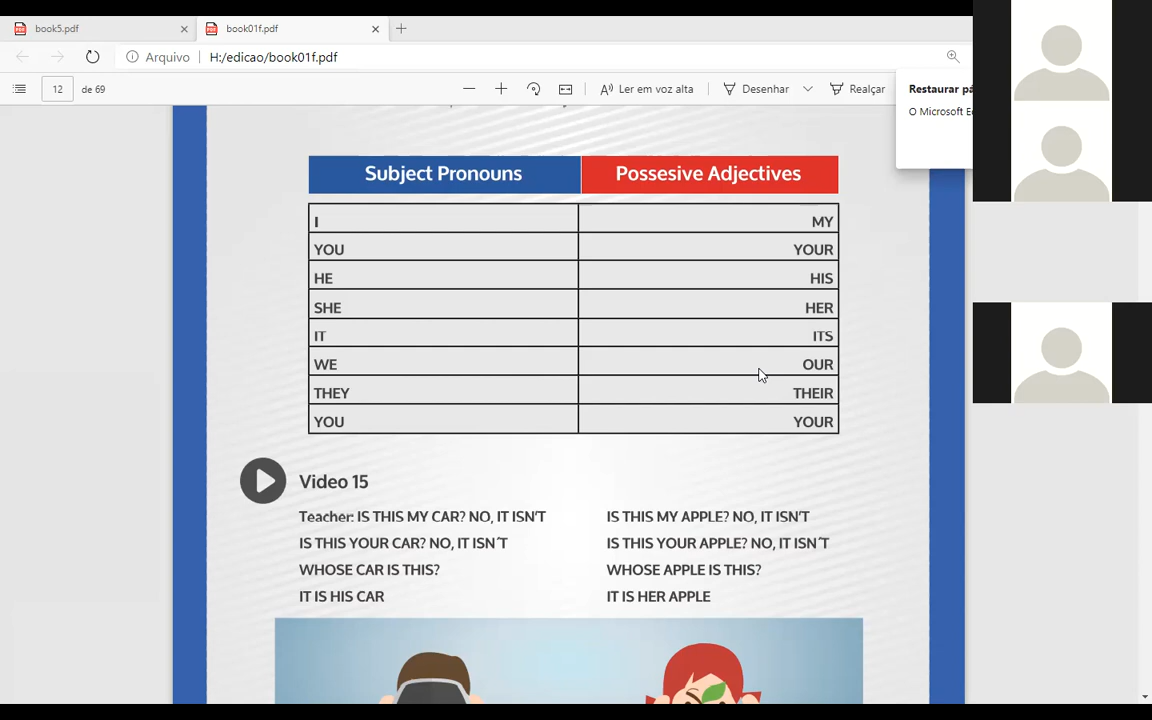 book5.pdf
book01f.pdf
Arquivo
H:/edicao/book01f.pdf
12 de 69
Ler em voz alta
Desenhar
Realçar
Restaurar
O Microsoft
Subject Pronouns Possesive Adjectives
I MY
YOU YOUR
HE HIS
SHE HER
IT ITS
WE OUR
THEY THEIR
YOU YOUR
Video 15
Teacher: IS THIS MY CAR? NO, IT ISN'T
IS THIS YOUR CAR? NO, IT ISN´T
WHOSE CAR IS THIS?
IT IS HIS CAR
IS THIS MY APPLE? NO, IT ISN'T
IS THIS YOUR APPLE? NO, IT ISN´T
WHOSE APPLE IS THIS?
IT IS HER APPLE